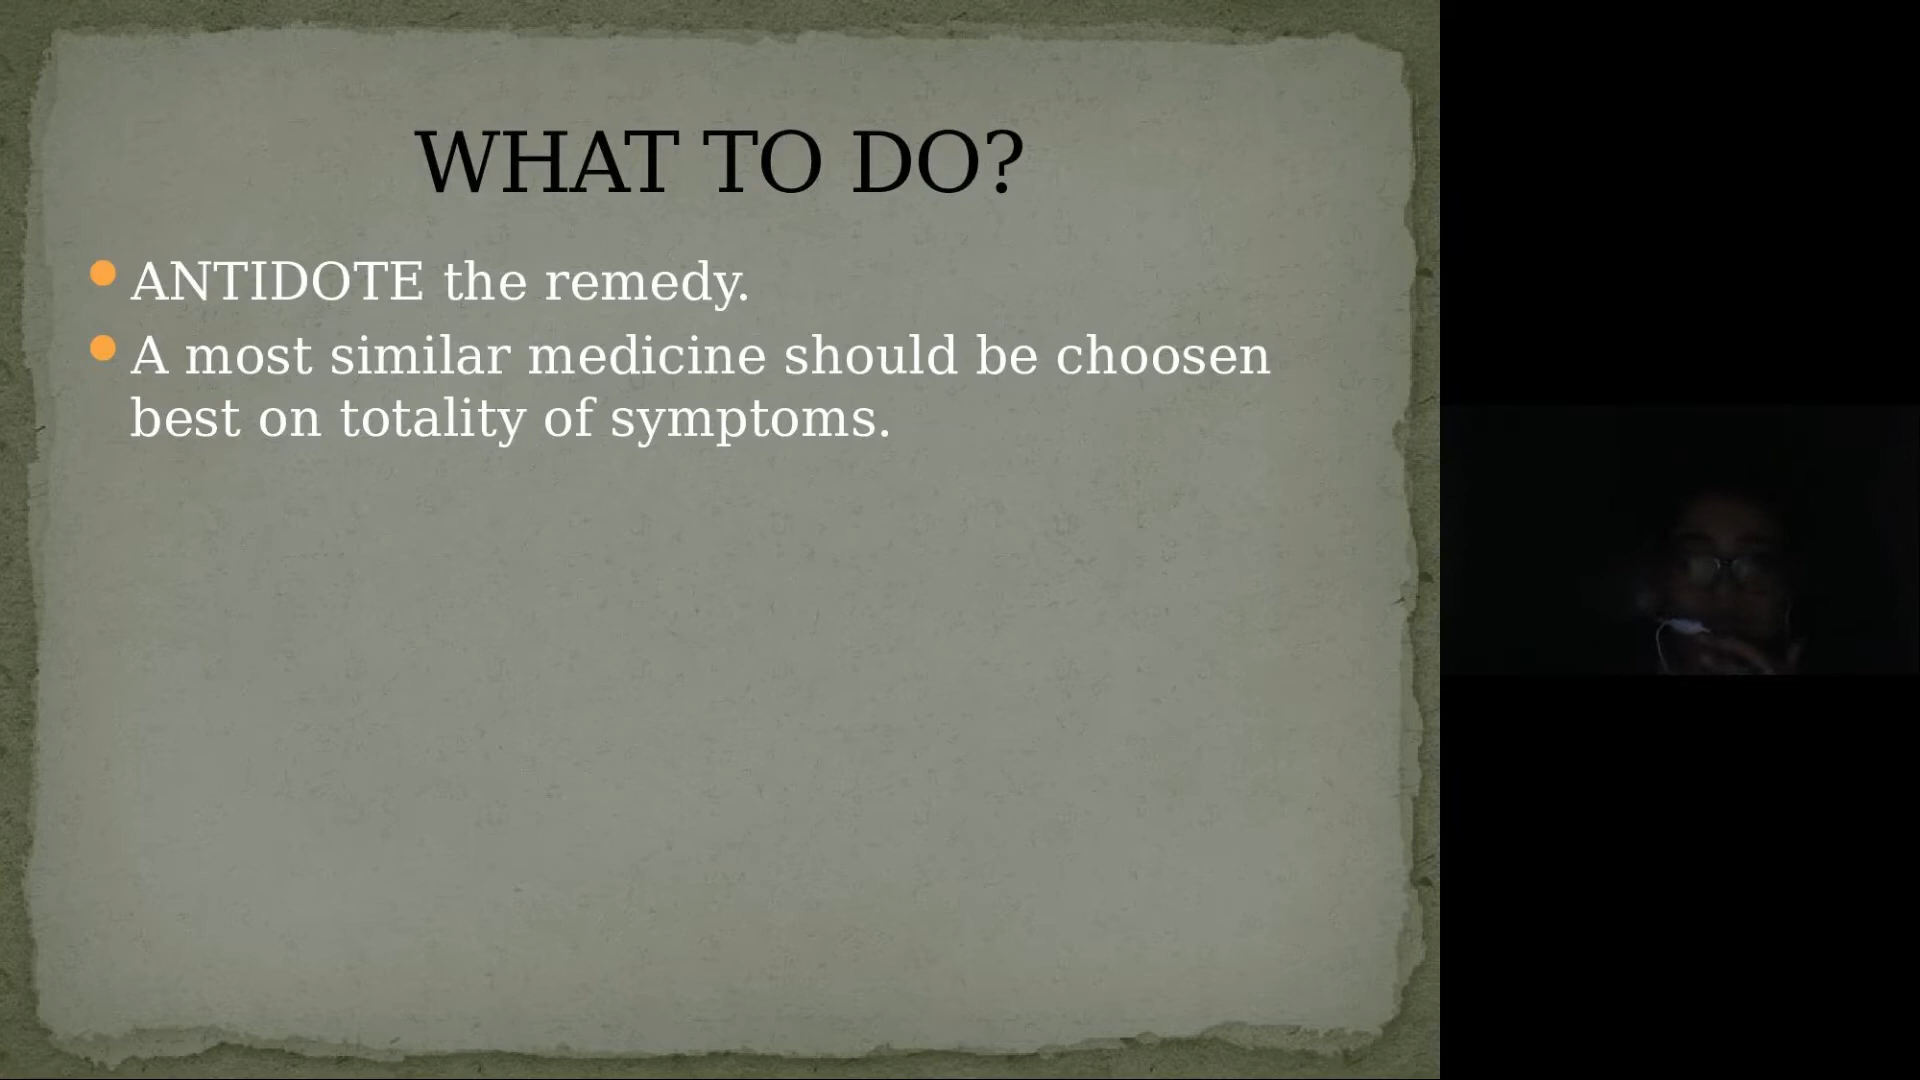 WHAT TO DO?
ANTIDOTE the remedy.
A most similar medicine should be choosen
best on totality of symptoms.